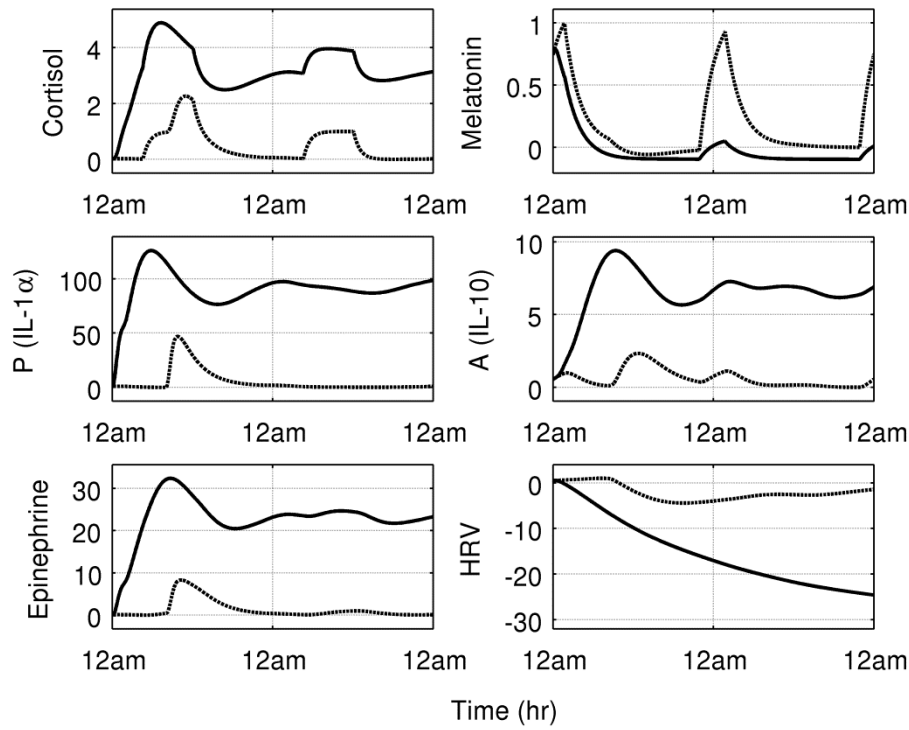 Cortisol
4
2
0
12am 12am 12am
Melatonin
1
0.5
0
12am 12am 12am
P (IL-1α)
100
50
0
12am 12am 12am
A (IL-10)
10
5
0
12am 12am 12am
Epinephrine
30
20
10
0
12am 12am 12am
HRV
0
-10
-20
-30
12am 12am 12am
Time (hr)